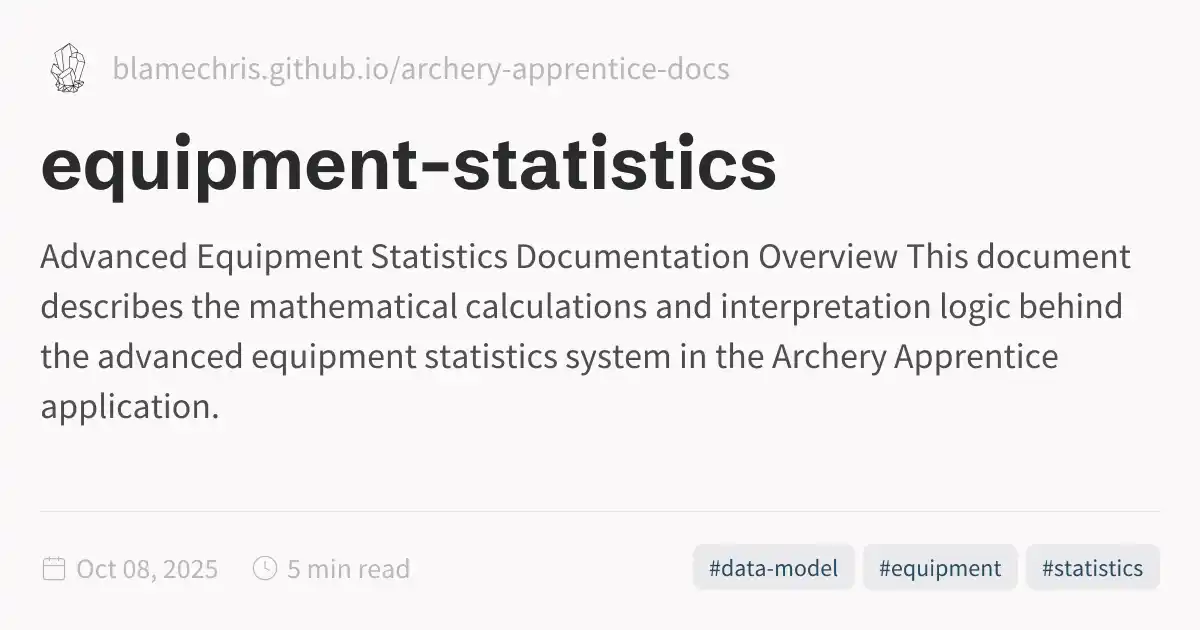 blamechris.github.io/archery-apprentice-docs
equipment-statistics
Advanced Equipment Statistics Documentation Overview This document
describes the mathematical calculations and interpretation logic behind
the advanced equipment statistics system in the Archery Apprentice
application.
Oct 08, 2025 5 min read #data-model #equipment #statistics